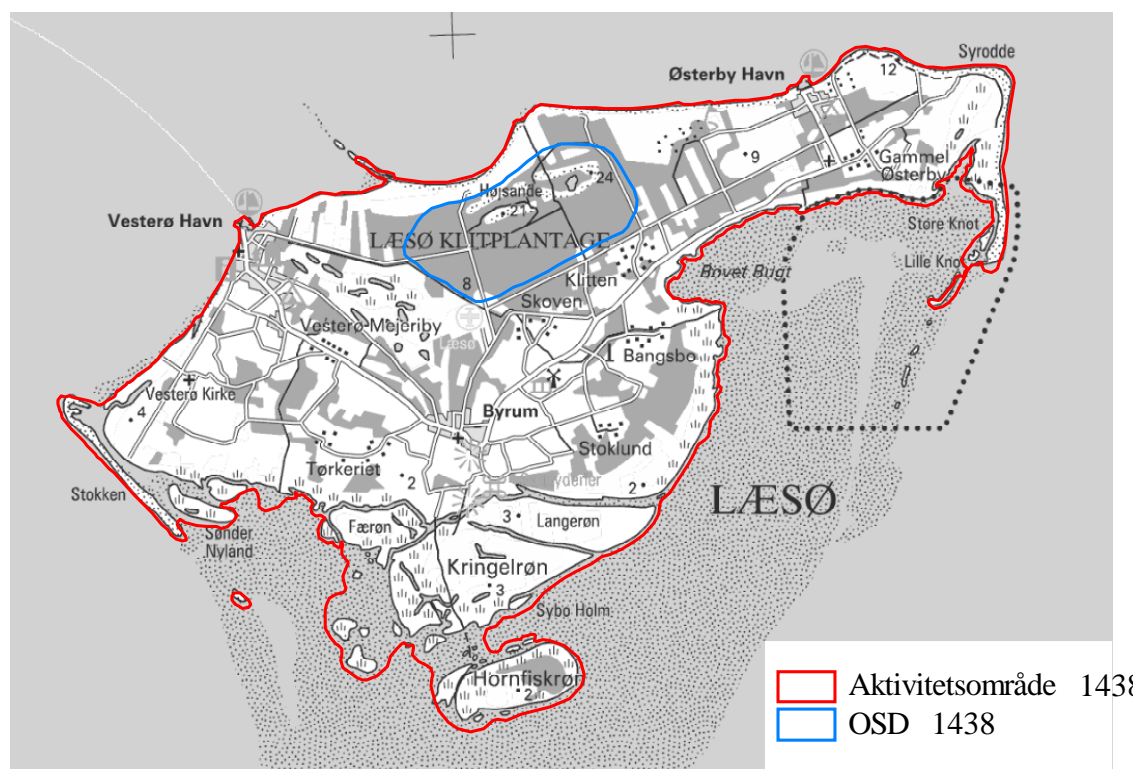 Syrodde
Østerby Havn
12
9
Gammel
Østerby
24
Højsande
21
Store Knot
Vesterø Havn
LÆSØ KLITPLANTAGE
Lille Knot
Bovet Bugt
8
Klitten
Skoven
Vesterø Mejeriby
Læsø
Bangsbo
Vesterø Kirke
4
Byrum
Stoklund
Tørkeriet
2
2
Stokken
LÆSØ
3
Langerøn
Færøn
Sønder
Nyland
Kringelrøn
3
Sybo Holm
Hornfiskrøn
2
Aktivitetsområde 1438
OSD 1438